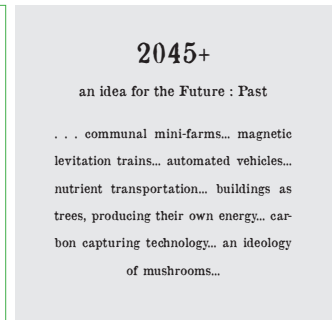 2045+
an idea for the Future : Past
. . . communal mini-farms... magnetic
levitation trains... automated vehicles...
nutrient transportation... buildings as
trees, producing their own energy... car-
bon capturing technology... an ideology
of mushrooms...